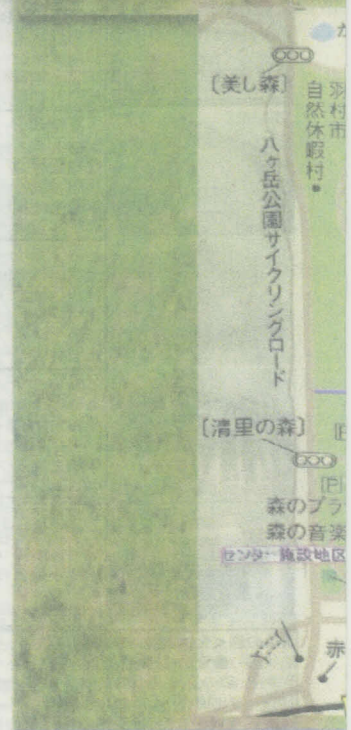 〔美し森〕
羽村市
自然休暇村
八ヶ岳公園サイクリングロード
〔清里の森〕
[P]
森のプラ
森の音楽
センター施設地区
赤